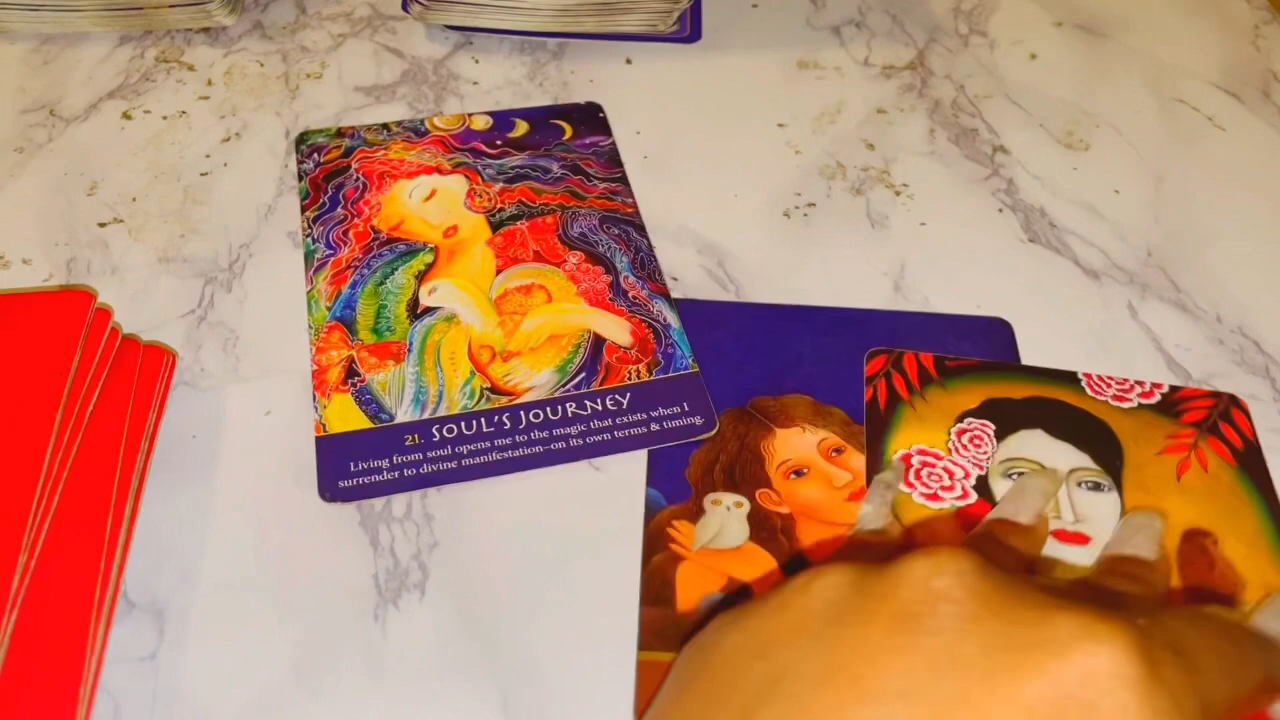 21. SOUL'S JOURNEY
Living from soul opens me to the magic that exists when I
surrender to divine manifestation–on its own terms & timing.